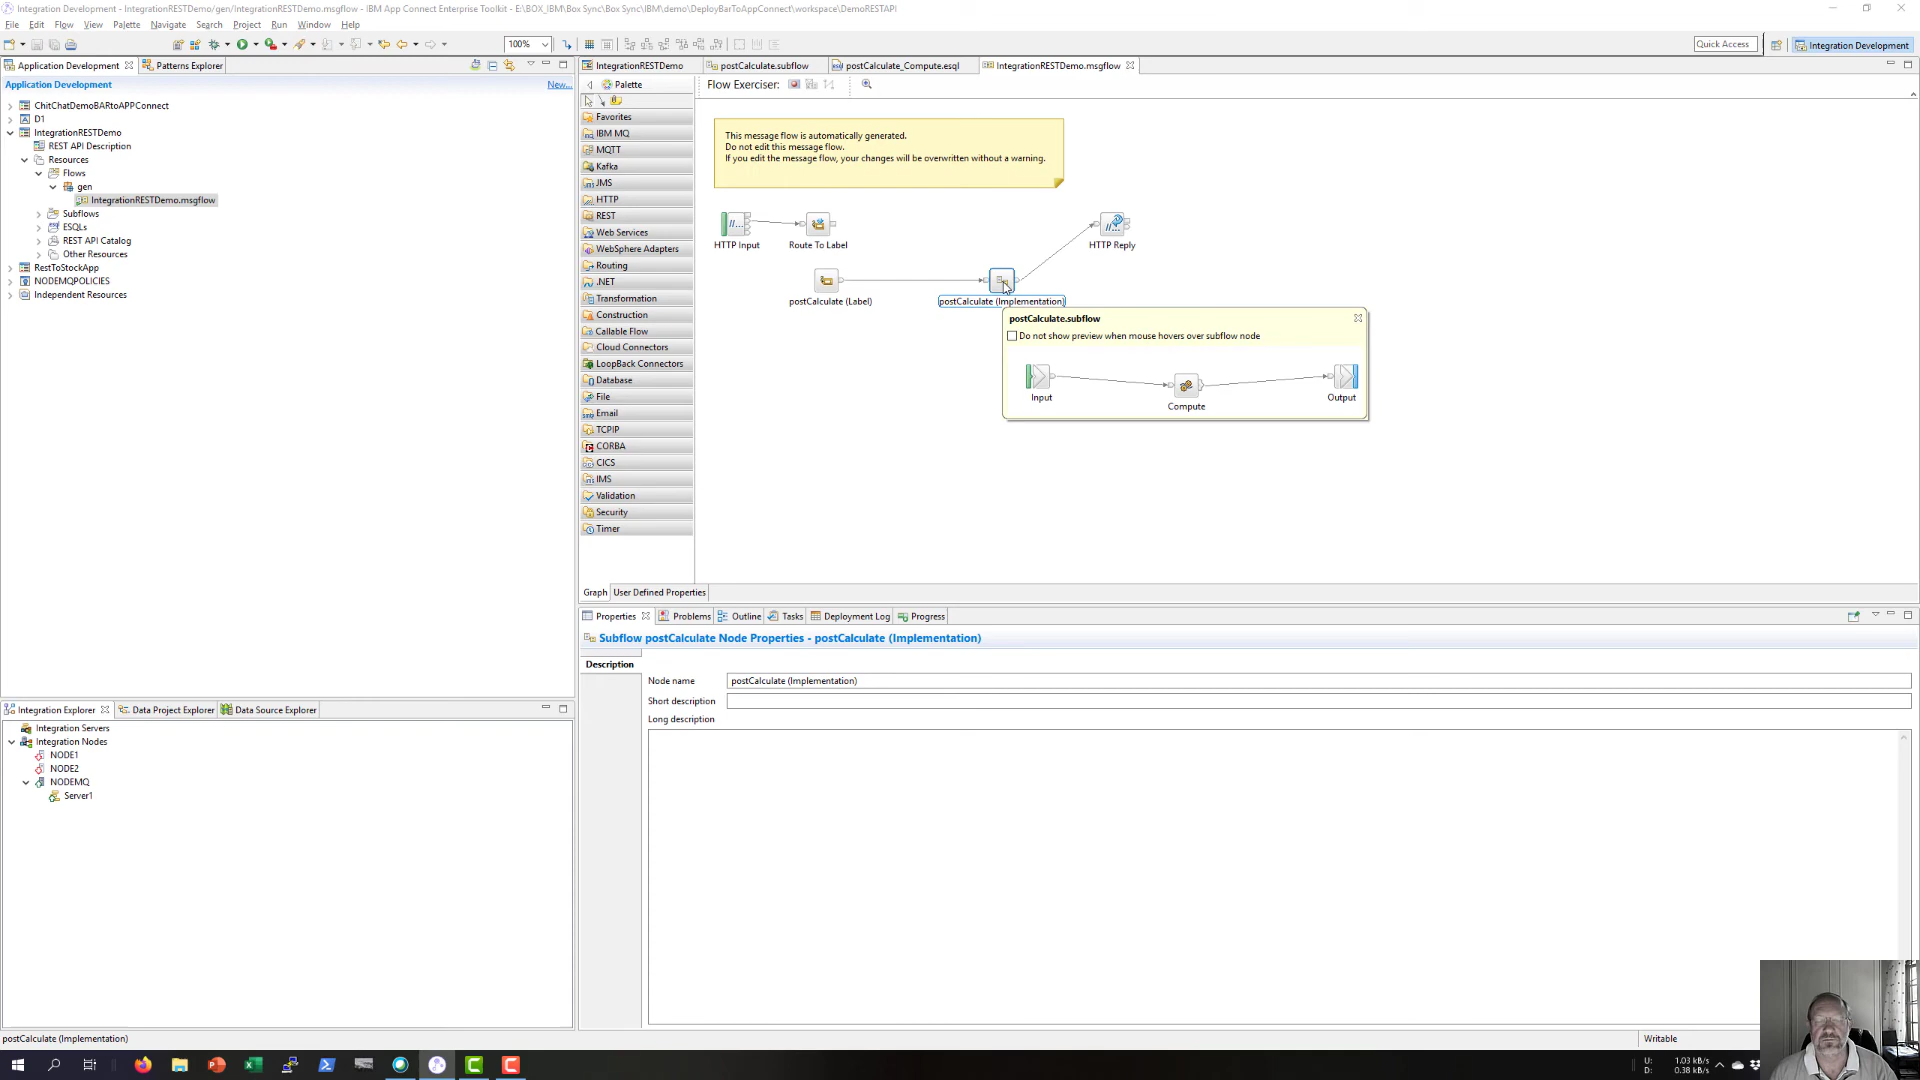 Integration Development - IntegrationRESTDemo/gen/IntegrationRESTDemo.msgflow - IBM App Connect Enterprise Toolkit - E:\BOX_IBM\Box Sync\Box Sync\IBM\demo\DeployBarToAppConnect\workspace\DemoRESTAPI
File Edit Flow View Palette Navigate Search Project Run Window Help
100%
Quick Access
Integration Development
Application Development
Patterns Explorer
Application Development
New...
ChitChatDemoBARtoAPPConnect
D1
IntegrationRESTDemo
REST API Description
Resources
Flows
gen
IntegrationRESTDemo.msgflow
Subflows
ESQLs
REST API Catalog
Other Resources
RestToStockApp
NODEMQPOLICIES
Independent Resources
IntegrationRESTDemo
postCalculate.subflow
postCalculate_Compute.esql
IntegrationRESTDemo.msgflow
Palette
Flow Exerciser:
Favorites
IBM MQ
MQTT
Kafka
JMS
HTTP
REST
Web Services
WebSphere Adapters
Routing
.NET
Transformation
Construction
Callable Flow
Cloud Connectors
LoopBack Connectors
Database
File
Email
TCPIP
CORBA
CICS
IMS
Validation
Security
Timer
This message flow is automatically generated.
Do not edit this message flow.
If you edit the message flow, your changes will be overwritten without a warning.
HTTP Input
Route To Label
HTTP Reply
postCalculate (Label)
postCalculate (Implementation)
postCalculate.subflow
Do not show preview when mouse hovers over subflow node
Input
Compute
Output
Graph
User Defined Properties
Properties
Problems
Outline
Tasks
Deployment Log
Progress
Subflow postCalculate Node Properties - postCalculate (Implementation)
Description
Node name
postCalculate (Implementation)
Short description
Long description
Integration Explorer
Data Project Explorer
Data Source Explorer
Integration Servers
Integration Nodes
NODE1
NODE2
NODEMQ
Server1
postCalculate (Implementation)
Writable
U: 1.03 kB/s
D: 0.38 kB/s